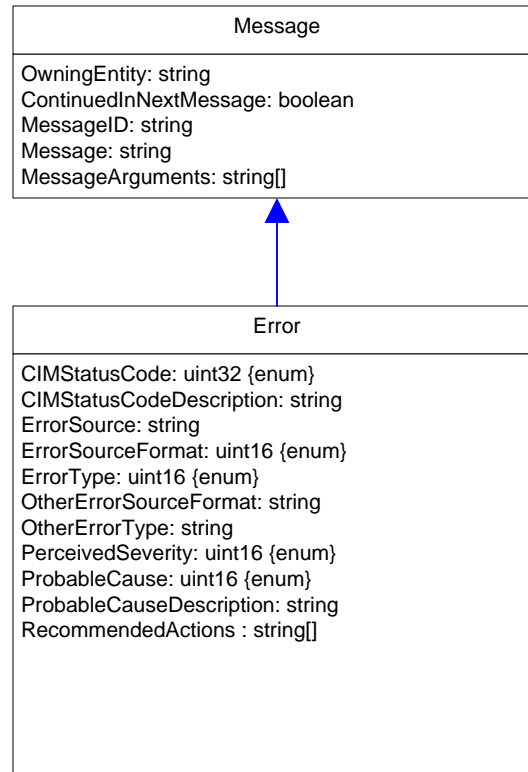 Message
OwningEntity: string
ContinuedInNextMessage: boolean
MessageID: string
Message: string
MessageArguments: string[]
Error
CIMStatusCode: uint32 {enum}
CIMStatusCodeDescription: string
ErrorSource: string
ErrorSourceFormat: uint16 {enum}
ErrorType: uint16 {enum}
OtherErrorSourceFormat: string
OtherErrorType: string
PerceivedSeverity: uint16 {enum}
ProbableCause: uint16 {enum}
ProbableCauseDescription: string
RecommendedActions : string[]